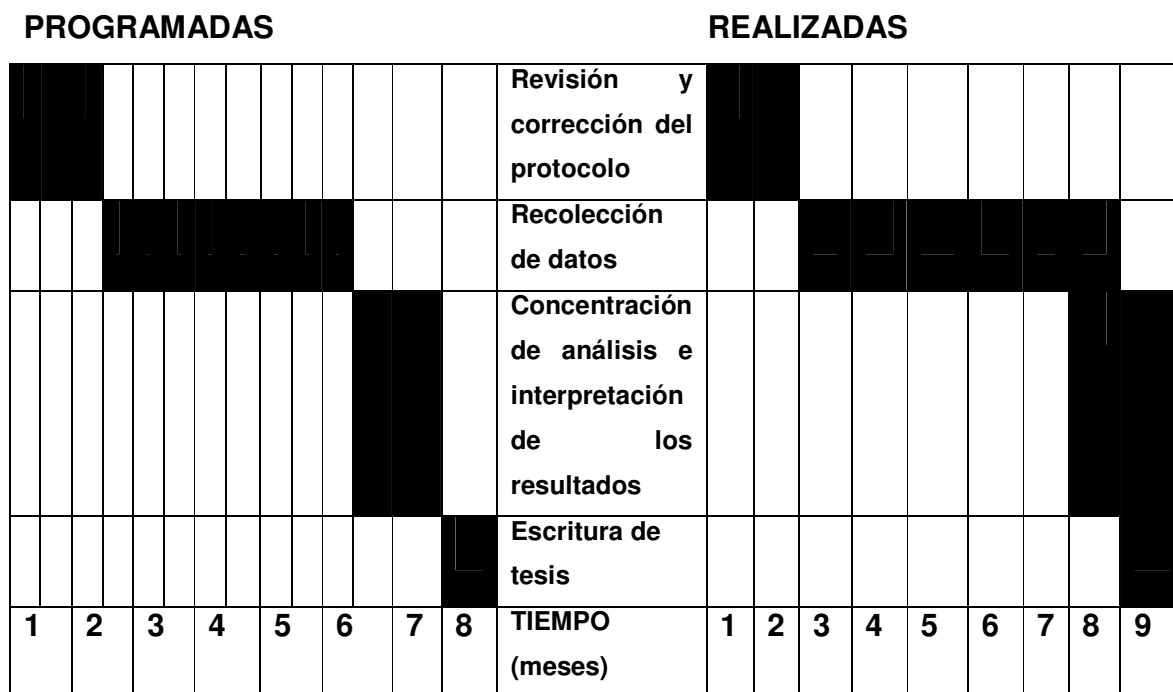 PROGRAMADAS REALIZADAS
Revisión y
corrección del
protocolo
Recolección
de datos
Concentración
de análisis e
interpretación
de los
resultados
Escritura de
tesis
1 2 3 4 5 6 7 8 TIEMPO 1 2 3 4 5 6 7 8 9
(meses)